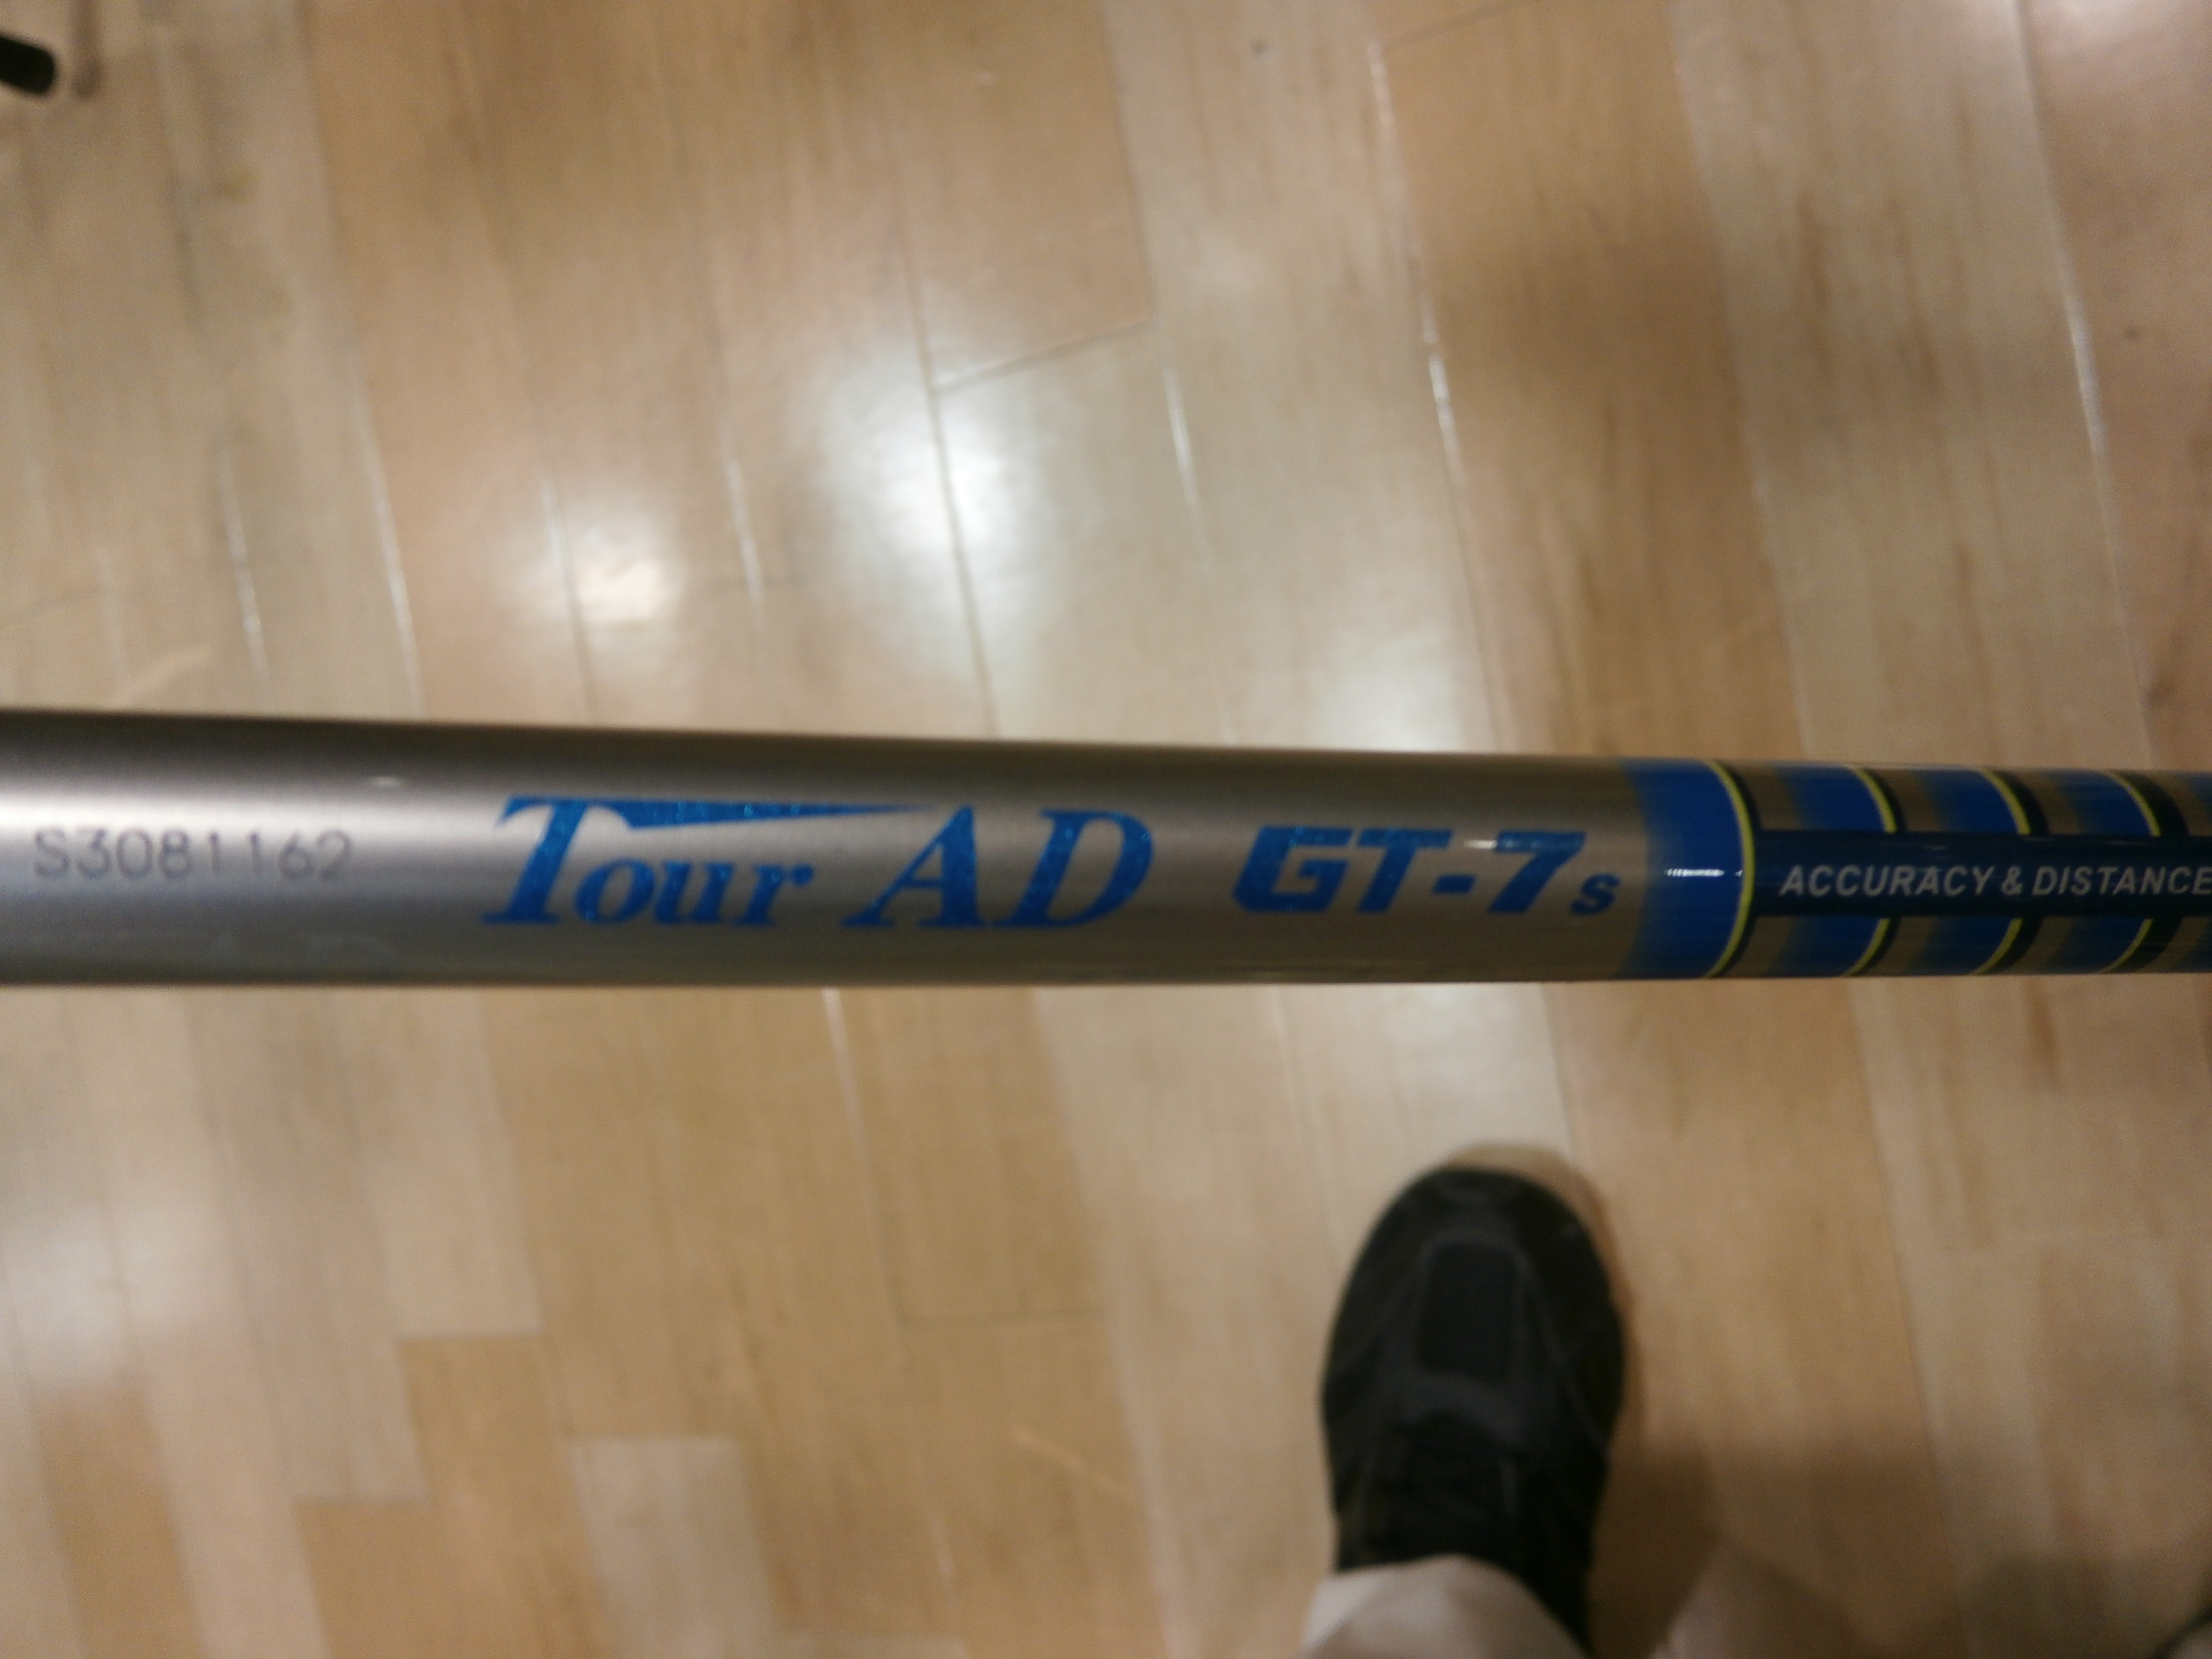 S3081162 Tour AD GT-7s ACCURACY & DISTANCE